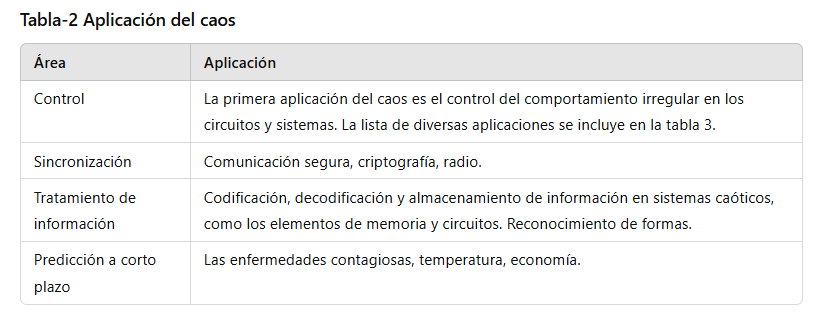 Tabla-2 Aplicación del caos
Área
Aplicación
Control
La primera aplicación del caos es el control del comportamiento irregular en los
circuitos y sistemas. La lista de diversas aplicaciones se incluye en la tabla 3.
Sincronización
Comunicación segura, criptografía, radio.
Tratamiento de
información
Codificación, decodificación y almacenamiento de información en sistemas caóticos,
como los elementos de memoria y circuitos. Reconocimiento de formas.
Predicción a corto
plazo
Las enfermedades contagiosas, temperatura, economía.